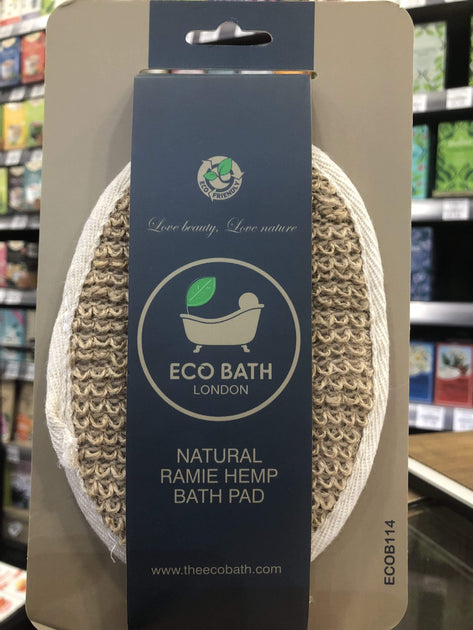 ECO
FRIENDLY
Love beauty, Love nature
ECO BATH
LONDON
NATURAL
RAMIE HEMP
BATH PAD
www.theecobath.com
ECOB114